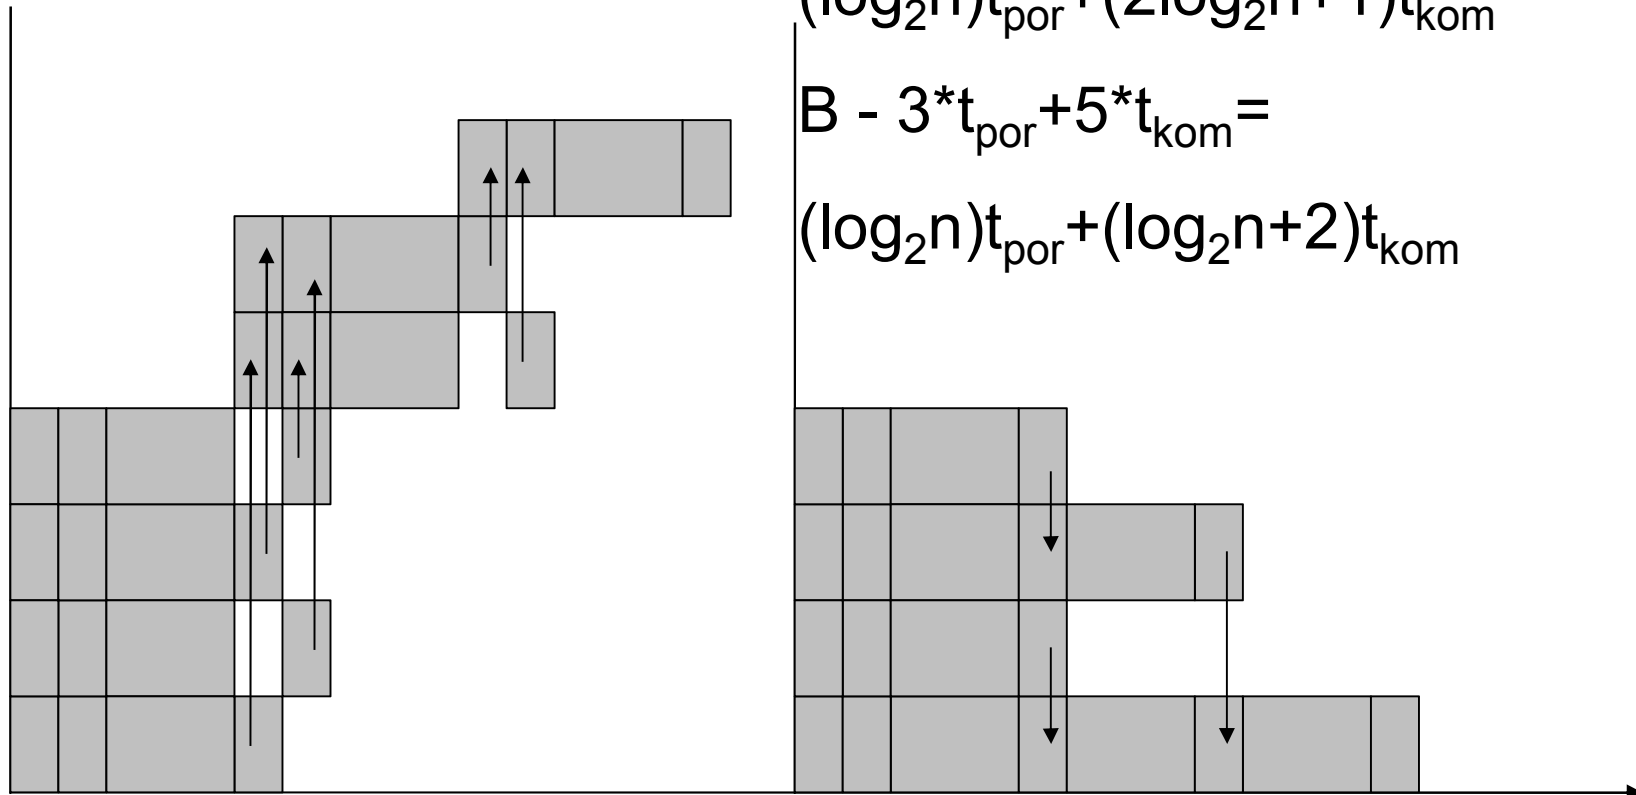 (log₂n)tₚₒᵣ+(2log₂n+1)tₖₒₘ
B - 3*tₚₒᵣ+5*tₖₒₘ=
(log₂n)tₚₒᵣ+(log₂n+2)tₖₒₘ